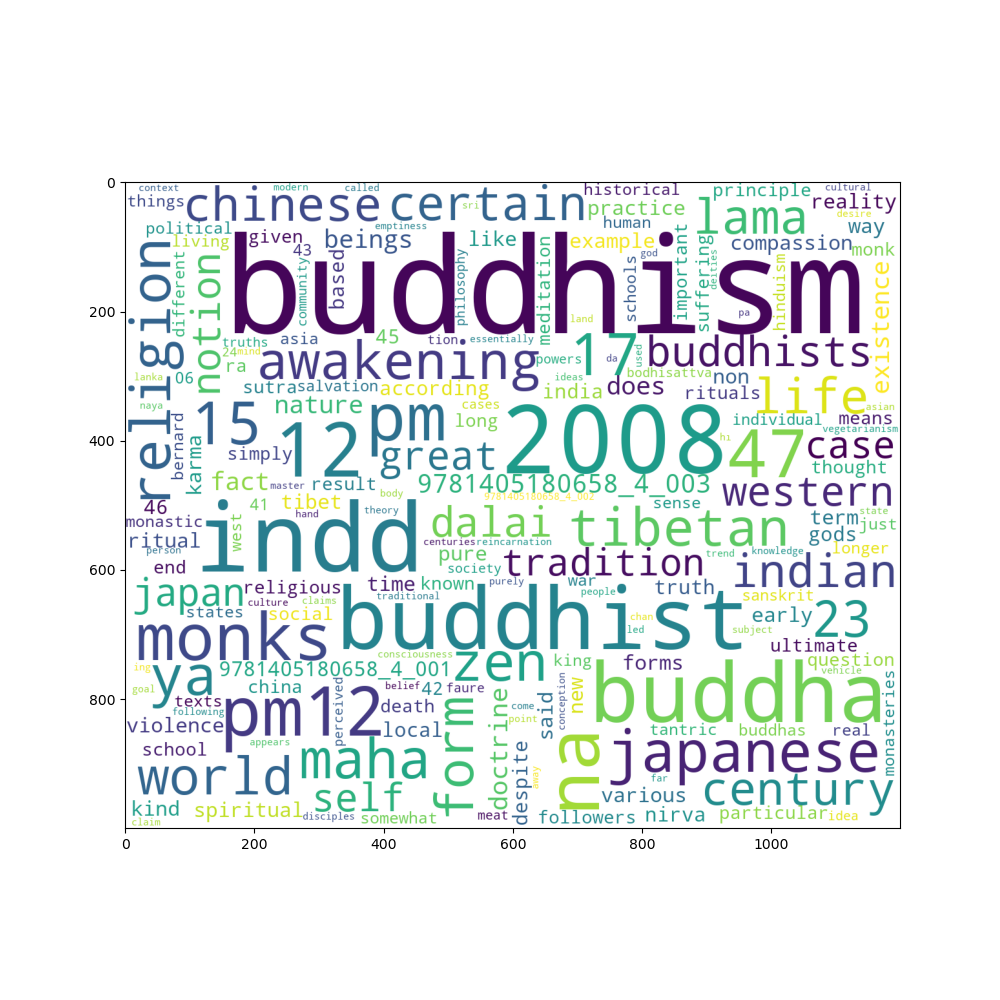 context modern called historical principle cultural
things chinese certain sri practice lama reality
political emptiness human desire
living given beings like example important way
religion different notion 43 community based buddhism philosophy meditation schools god suffering deities compassion hinduism monk existence
land pa
truths asia 45 tion essentially 17 used buddhists
24 mind awakening powers da
lanka 06 ra sutra salvation according ideas india bodhisattva does non life
naya nature pm cases rituals asian
bernard karma 15 12 long 2008 individual means
simply great hi 47 vegetarianism case
fact master result 9781405180658_4_003 thought
46 41 tibet body 9781405180658_4_002 sense western
monastic west indd hand theory dalai tibetan term state just
ritual centuries reincarnation gods
person pure tradition trend knowledge longer
end society indian
japan religious time known purely war people truth sanskrit
states culture claims traditional
social buddhist chan early 23
monks led subject ultimate
ing ya consciousness zen king forms question
9781405180658_4_001 vehicle
goal china belief 42 faure new buddha
texts pm12 perceived death form doctrine come said conception monasteries
following point
violence local tantric buddhas real
school appears maha despite na japanese
world away far
self various century
kind spiritual disciples somewhat meat followers nirva particular idea
claim
0
200
400
600
800
0 200 400 600 800 1000